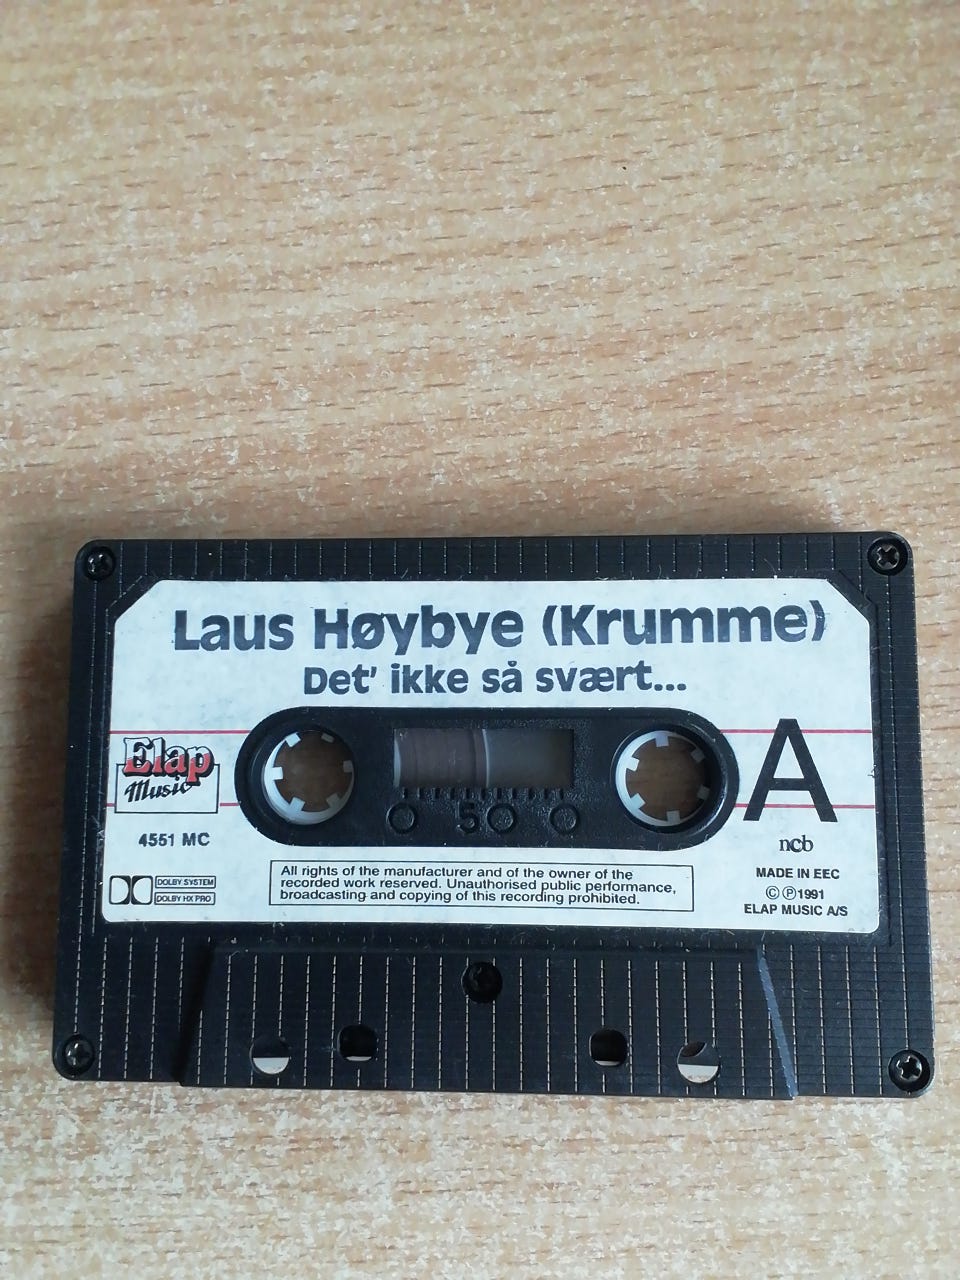 Laus Høybye (Krumme)
Det' ikke så svært...
Elap
Music
A
50
4551 MC
ncb
DOLBY SYSTEM
DOLBY HX PRO
All rights of the manufacturer and of the owner of the
recorded work reserved. Unauthorised public performance,
broadcasting and copying of this recording prohibited.
MADE IN EEC
© ℗ 1991
ELAP MUSIC A/S